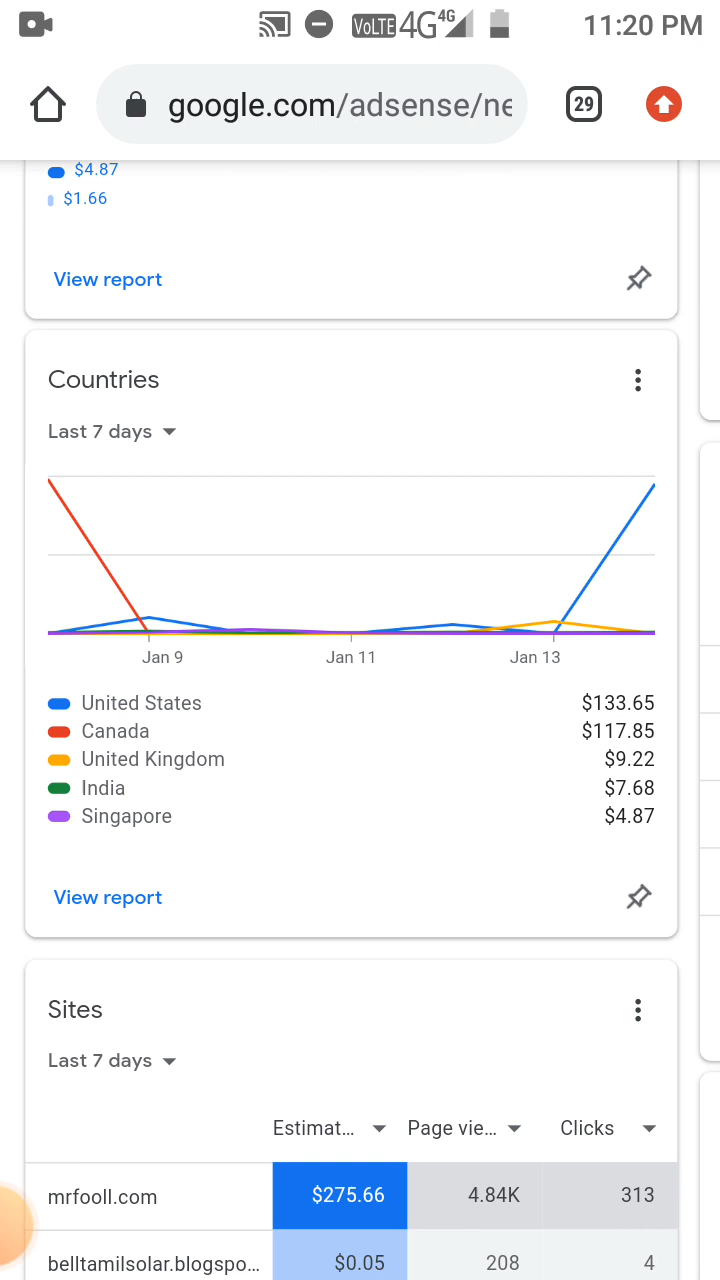 VoLTE 4G 4G 11:20 PM
google.com/adsense/ne 29
$4.87
$1.66
View report
Countries
Last 7 days
Jan 9 Jan 11 Jan 13
United States $133.65
Canada $117.85
United Kingdom $9.22
India $7.68
Singapore $4.87
View report
Sites
Last 7 days
Estimat... Page vie... Clicks
mrfooll.com $275.66 4.84K 313
belltamilsolar.blogspo... $0.05 208 4